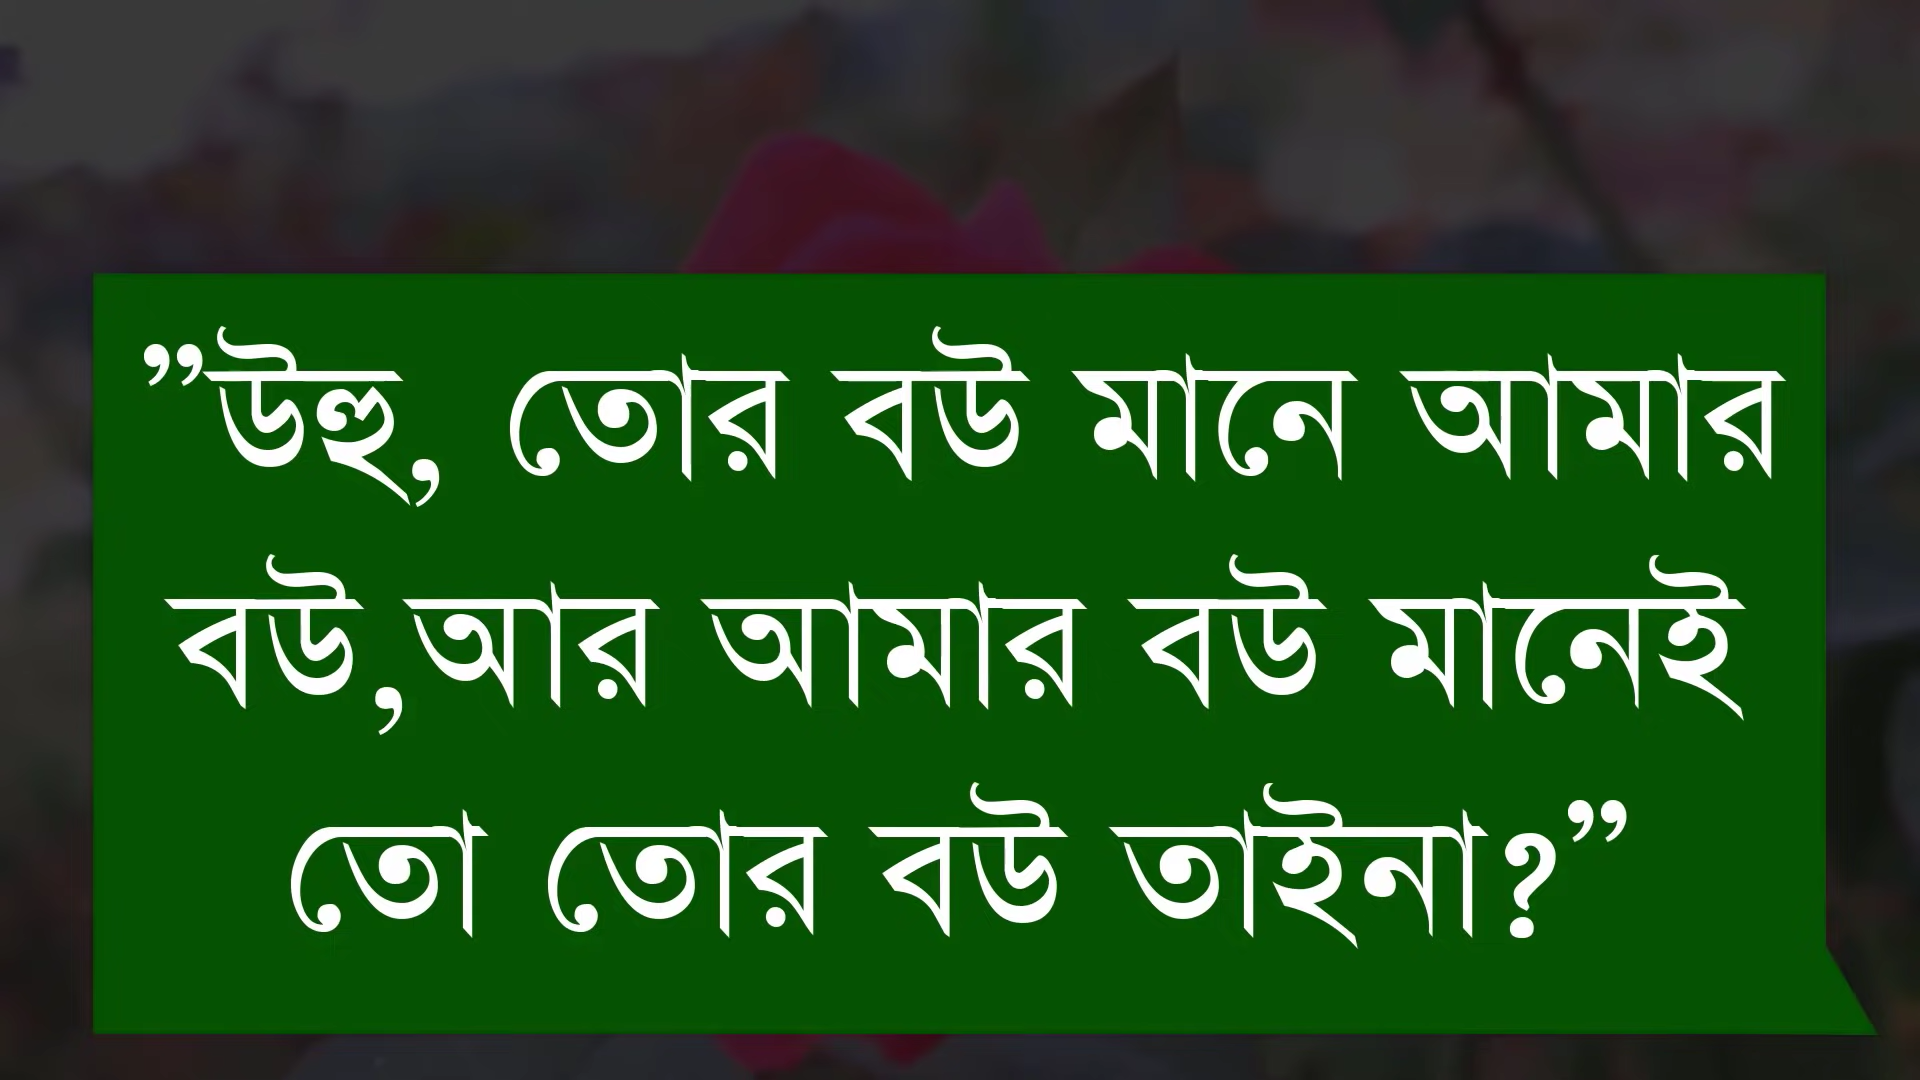 ”উহু, তোর বউ মানে আমার
বউ,আর আমার বউ মানেই
তো তোর বউ তাইনা?”